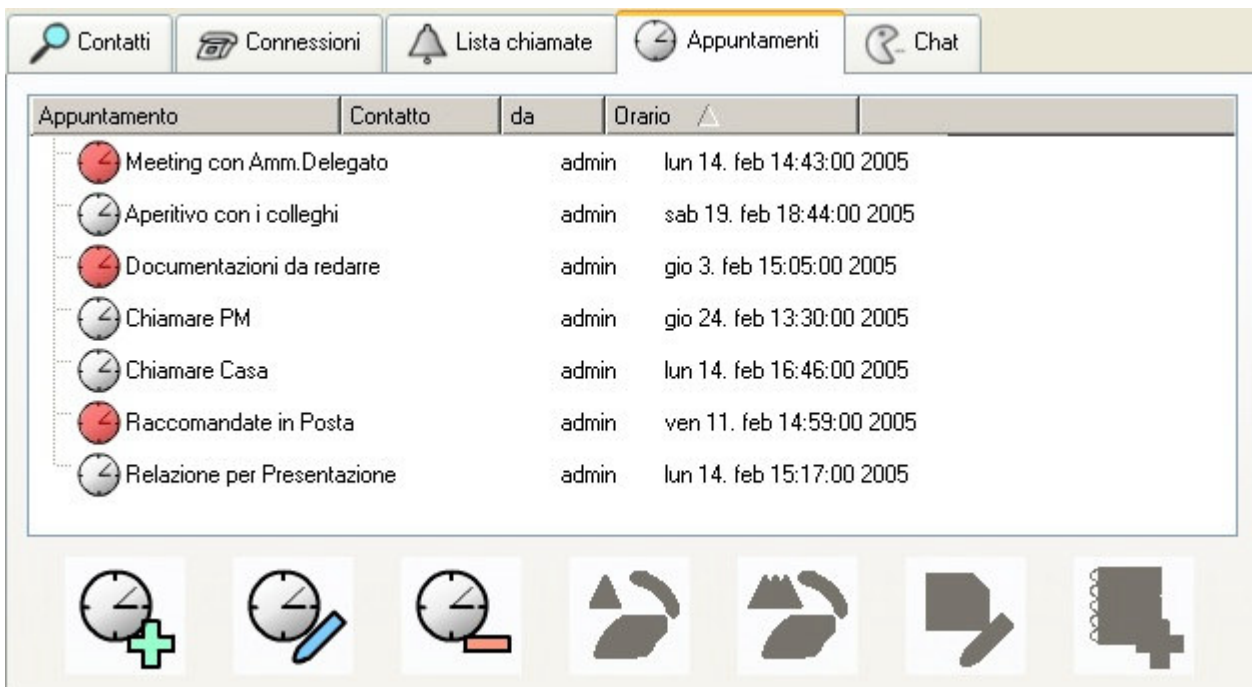 Contatti Connessioni Lista chiamate Appuntamenti Chat
Appuntamento Contatto da Orario
Meeting con Amm.Delegato admin lun 14. feb 14:43:00 2005
Aperitivo con i colleghi admin sab 19. feb 18:44:00 2005
Documentazioni da redarre admin gio 3. feb 15:05:00 2005
Chiamare PM admin gio 24. feb 13:30:00 2005
Chiamare Casa admin lun 14. feb 16:46:00 2005
Raccomandate in Posta admin ven 11. feb 14:59:00 2005
Relazione per Presentazione admin lun 14. feb 15:17:00 2005